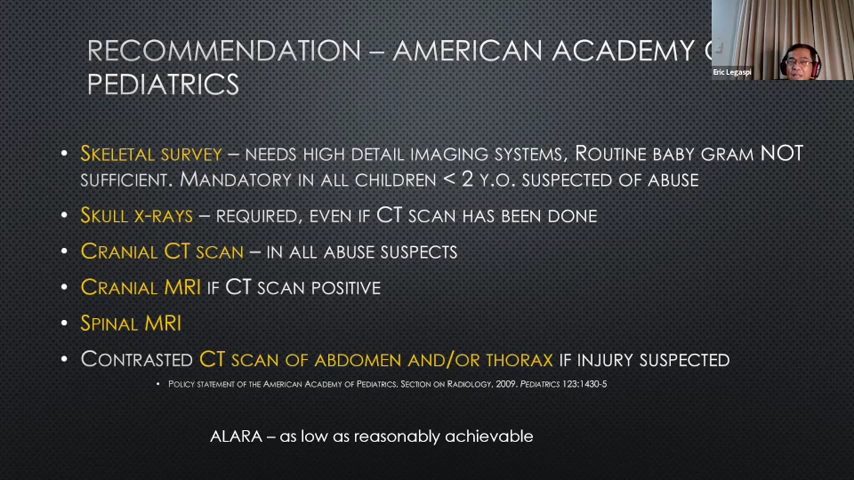 RECOMMENDATION – AMERICAN ACADEMY
PEDIATRICS
Eric Legaspi
• SKELETAL SURVEY – NEEDS HIGH DETAIL IMAGING SYSTEMS, ROUTINE BABY GRAM NOT
SUFFICIENT. MANDATORY IN ALL CHILDREN < 2 Y.O. SUSPECTED OF ABUSE
• SKULL X-RAYS – REQUIRED, EVEN IF CT SCAN HAS BEEN DONE
• CRANIAL CT SCAN – IN ALL ABUSE SUSPECTS
• CRANIAL MRI IF CT SCAN POSITIVE
• SPINAL MRI
• CONTRASTED CT SCAN OF ABDOMEN AND/OR THORAX IF INJURY SUSPECTED
• POLICY STATEMENT OF THE AMERICAN ACADEMY OF PEDIATRICS. SECTION ON RADIOLOGY, 2009. PEDIATRICS 123:1430-5
ALARA – as low as reasonably achievable